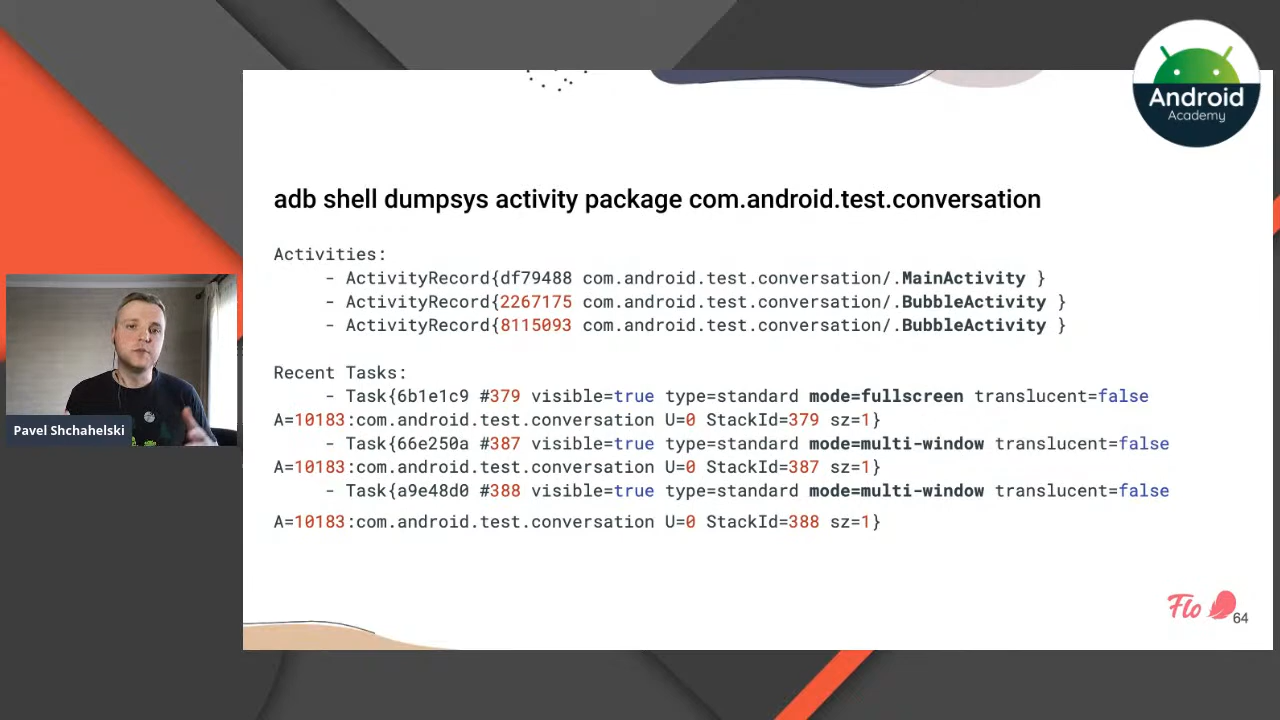 Android
Academy
adb shell dumpsys activity package com.android.test.conversation
Activities:
- ActivityRecord{df79488 com.android.test.conversation/.MainActivity }
- ActivityRecord{2267175 com.android.test.conversation/.BubbleActivity }
- ActivityRecord{8115093 com.android.test.conversation/.BubbleActivity }
Recent Tasks:
- Task{6b1e1c9 #379 visible=true type=standard mode=fullscreen translucent=false
A=10183:com.android.test.conversation U=0 StackId=379 sz=1}
- Task{66e250a #387 visible=true type=standard mode=multi-window translucent=false
A=10183:com.android.test.conversation U=0 StackId=387 sz=1}
- Task{a9e48d0 #388 visible=true type=standard mode=multi-window translucent=false
A=10183:com.android.test.conversation U=0 StackId=388 sz=1}
Pavel Shchahelski
Flo
64